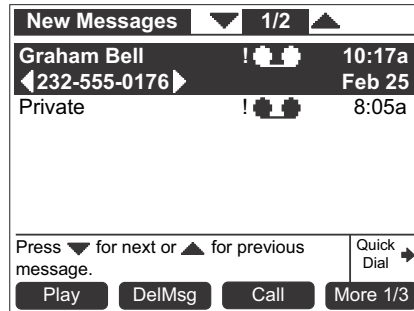 New Messages 1/2
Graham Bell ! 10:17a
232-555-0176 Feb 25
Private ! 8:05a
Press for next or for previous message.
Quick Dial
Play DelMsg Call More 1/3